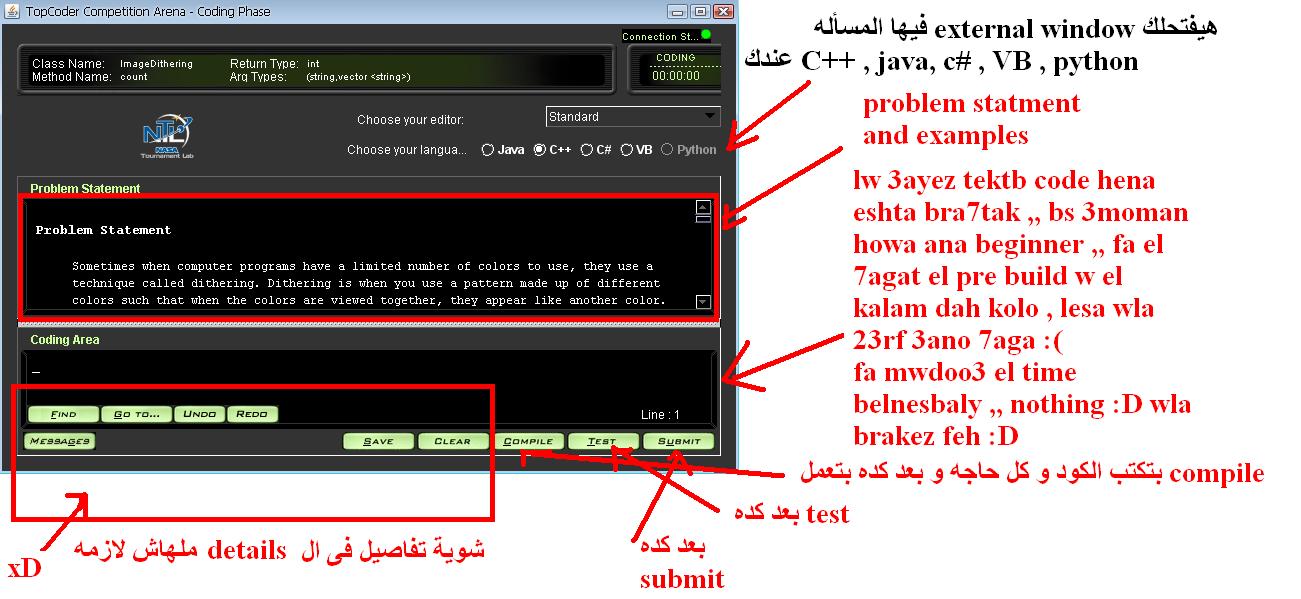 TopCoder Competition Arena - Coding Phase
Connection St...
Class Name: ImageDithering Return Type: int
Method Name: count Arg Types: (string,vector <string>)
CODING
00:00:00
NTL
NASA
Tournament Lab
Choose your editor: Standard
Choose your langua... Java C++ C# VB Python
Problem Statement
Problem Statement
Sometimes when computer programs have a limited number of colors to use, they use a
technique called dithering. Dithering is when you use a pattern made up of different
colors such that when the colors are viewed together, they appear like another color.
Coding Area
FIND GO TO... UNDO REDO Line : 1
MESSAGES SAVE CLEAR COMPILE TEST SUBMIT
هيفتحلك external window فيها المسأله
عندك C++ , java, c# , VB , python
problem statment
and examples
lw 3ayez tektb code hena
eshta bra7tak ,, bs 3moman
howa ana beginner ,, fa el
7agat el pre build w el
kalam dah kolo , lesa wla
23rf 3ano 7aga :(
fa mwdoo3 el time
belnesbaly ,, nothing :D wla
brakez feh :D
بتكتب الكود و كل حاجه و بعد كده بتعمل compile
بعد كده test
بعد كده
submit
شوية تفاصيل فى ال details ملهاش لازمه
xD